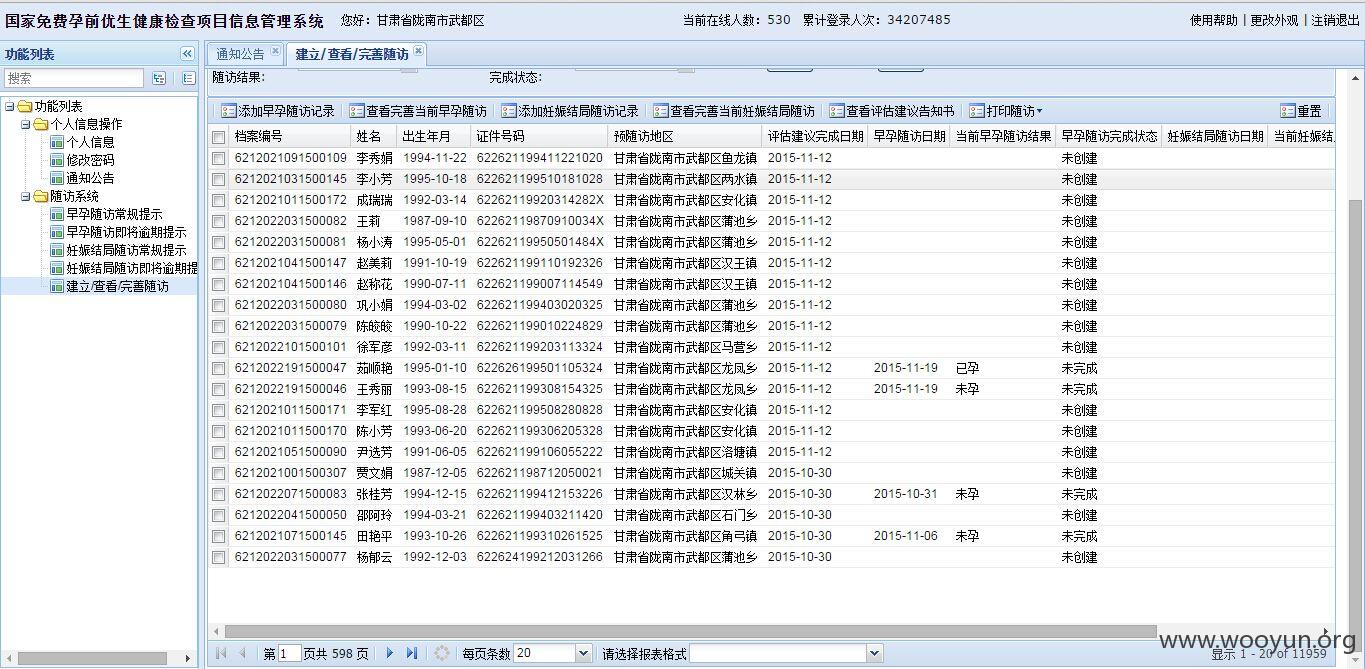 国家免费孕前优生健康检查项目信息管理系统 您好：甘肃省陇南市武都区 当前在线人数：530 累计登录人次：34207485 使用帮助 | 更改外观 | 注销退出
功能列表
搜索
功能列表
个人信息操作
个人信息
修改密码
通知公告
随访系统
早孕随访常规提示
早孕随访即将逾期提示
妊娠结局随访常规提示
妊娠结局随访即将逾期提
建立/查看/完善随访
通知公告 建立/查看/完善随访
随访结果： 完成状态：
添加早孕随访记录 查看完善当前早孕随访 添加妊娠结局随访记录 查看完善当前妊娠结局随访 查看评估建议告知书 打印随访 重置
档案编号 姓名 出生年月 证件号码 预随访地区 评估建议完成日期 早孕随访日期 当前早孕随访结果 早孕随访完成状态 妊娠结局随访日期 当前妊娠结
6212021091500109 李秀娟 1994-11-22 622621199411221020 甘肃省陇南市武都区鱼龙镇 2015-11-12 未创建
6212021031500145 李小芳 1995-10-18 622621199510181028 甘肃省陇南市武都区两水镇 2015-11-12 未创建
6212021011500172 成瑞瑞 1992-03-14 62262119920314282X 甘肃省陇南市武都区安化镇 2015-11-12 未创建
6212022031500082 王莉 1987-09-10 62262119870910034X 甘肃省陇南市武都区蒲池乡 2015-11-12 未创建
6212022031500081 杨小涛 1995-05-01 62262119950501484X 甘肃省陇南市武都区蒲池乡 2015-11-12 未创建
6212021041500147 赵美莉 1991-10-19 622621199110192326 甘肃省陇南市武都区汉王镇 2015-11-12 未创建
6212021041500146 赵称花 1990-07-11 622621199007114549 甘肃省陇南市武都区汉王镇 2015-11-12 未创建
6212022031500080 巩小娟 1994-03-02 622621199403020325 甘肃省陇南市武都区蒲池乡 2015-11-12 未创建
6212022031500079 陈皎皎 1990-10-22 622621199010224829 甘肃省陇南市武都区蒲池乡 2015-11-12 未创建
6212022101500101 徐军彦 1992-03-11 622621199203113324 甘肃省陇南市武都区马营乡 2015-11-12 未创建
6212022191500047 茹顺艳 1995-01-10 622626199501105324 甘肃省陇南市武都区龙凤乡 2015-11-12 2015-11-19 已孕 未完成
6212022191500046 王秀丽 1993-08-15 622621199308154325 甘肃省陇南市武都区龙凤乡 2015-11-12 2015-11-19 未孕 未完成
6212021011500171 李军红 1995-08-28 622621199508280828 甘肃省陇南市武都区安化镇 2015-11-12 未创建
6212021011500170 陈小芳 1993-06-20 622621199306205328 甘肃省陇南市武都区安化镇 2015-11-12 未创建
6212021051500090 尹选芳 1991-06-05 622621199106055222 甘肃省陇南市武都区洛塘镇 2015-11-12 未创建
6212021001500307 贾文娟 1987-12-05 622621198712050021 甘肃省陇南市武都区城关镇 2015-10-30 未创建
6212022071500083 张桂芳 1994-12-15 622621199412153226 甘肃省陇南市武都区汉林乡 2015-10-30 2015-10-31 未孕 未完成
6212022041500050 邵阿玲 1994-03-21 622621199403211420 甘肃省陇南市武都区石门乡 2015-10-30 未创建
6212021071500145 田艳平 1993-10-26 622621199310261525 甘肃省陇南市武都区角弓镇 2015-10-30 2015-11-06 未孕 未完成
6212022031500077 杨郁云 1992-12-03 622624199212031266 甘肃省陇南市武都区蒲池乡 2015-10-30 未创建
www.wooyun.org
第 1 页共 598 页 每页条数 20 请选择报表格式 显示 1 - 20 of 11959